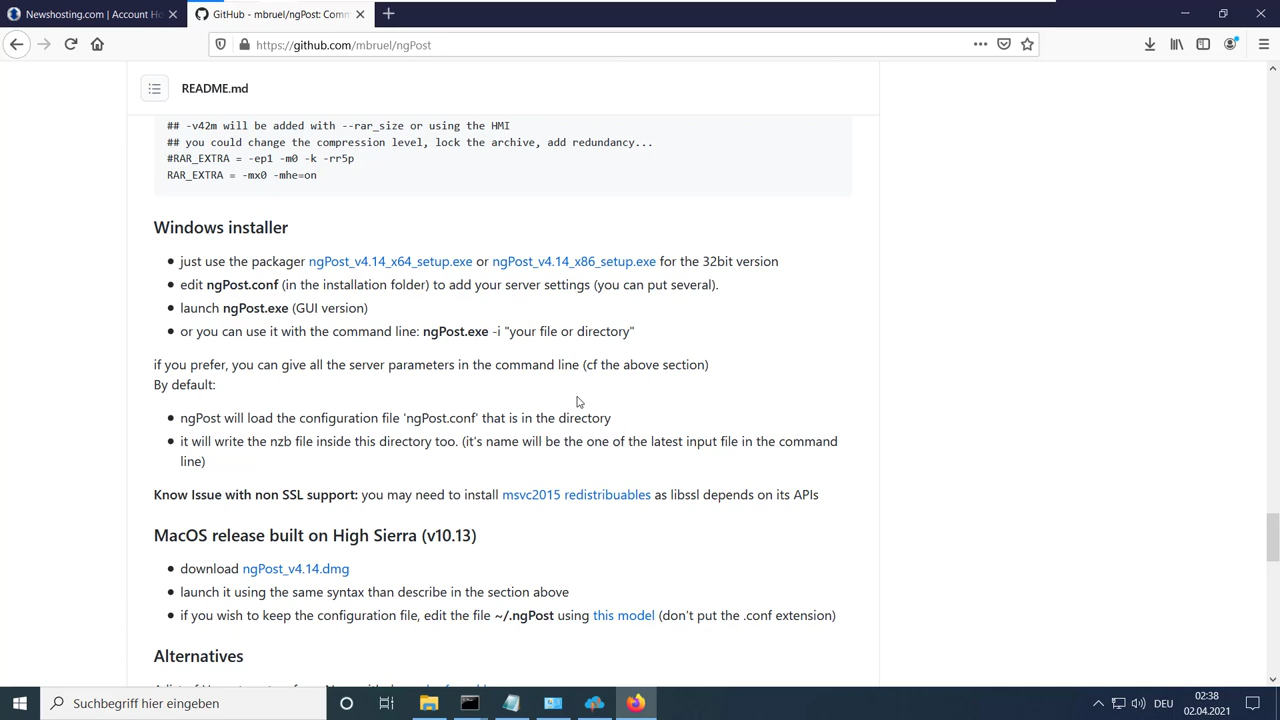 Newshosting.com | Account Ho
GitHub - mbruel/ngPost: Comm
https://github.com/mbruel/ngPost
README.md
## -v42m will be added with --rar_size or using the HMI
## you could change the compression level, lock the archive, add redundancy...
#RAR_EXTRA = -ep1 -m0 -k -rr5p
RAR_EXTRA = -mx0 -mhe=on
Windows installer
just use the packager ngPost_v4.14_x64_setup.exe or ngPost_v4.14_x86_setup.exe for the 32bit version
edit ngPost.conf (in the installation folder) to add your server settings (you can put several).
launch ngPost.exe (GUI version)
or you can use it with the command line: ngPost.exe -i "your file or directory"
if you prefer, you can give all the server parameters in the command line (cf the above section)
By default:
ngPost will load the configuration file 'ngPost.conf' that is in the directory
it will write the nzb file inside this directory too. (it's name will be the one of the latest input file in the command
line)
Know Issue with non SSL support: you may need to install msvc2015 redistribuables as libssl depends on its APIs
MacOS release built on High Sierra (v10.13)
download ngPost_v4.14.dmg
launch it using the same syntax than describe in the section above
if you wish to keep the configuration file, edit the file ~/.ngPost using this model (don't put the .conf extension)
Alternatives
Suchbegriff hier eingeben
DEU
02:38
02.04.2021